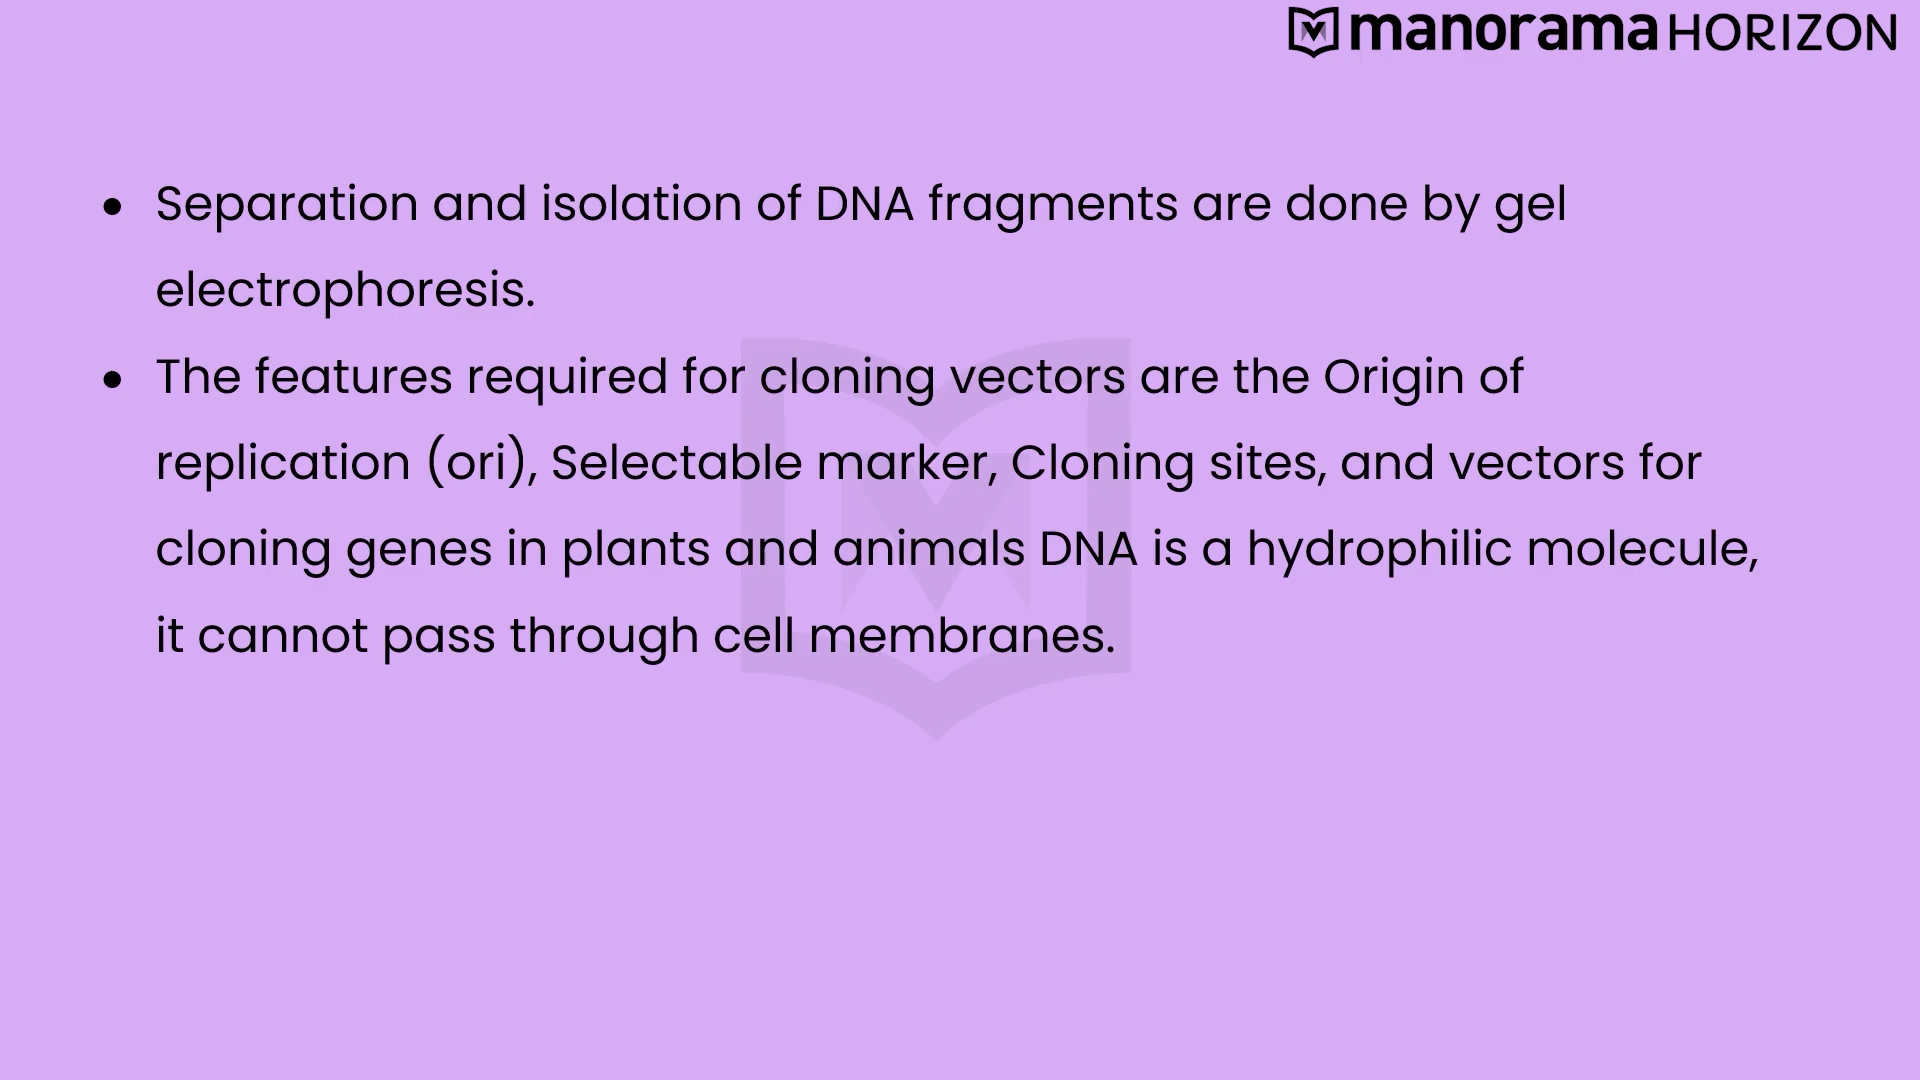 manorama HORIZON
• Separation and isolation of DNA fragments are done by gel
electrophoresis.
• The features required for cloning vectors are the Origin of
replication (ori), Selectable marker, Cloning sites, and vectors for
cloning genes in plants and animals DNA is a hydrophilic molecule,
it cannot pass through cell membranes.